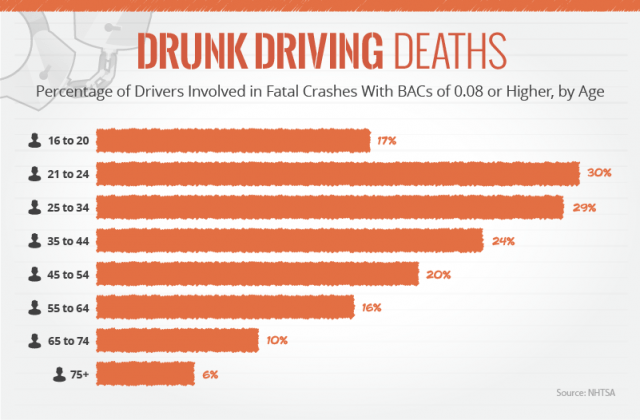 DRUNK DRIVING DEATHS
Percentage of Drivers Involved in Fatal Crashes With BACs of 0.08 or Higher, by Age
16 to 20 17%
21 to 24 30%
25 to 34 29%
35 to 44 24%
45 to 54 20%
55 to 64 16%
65 to 74 10%
75+ 6%
Source: NHTSA